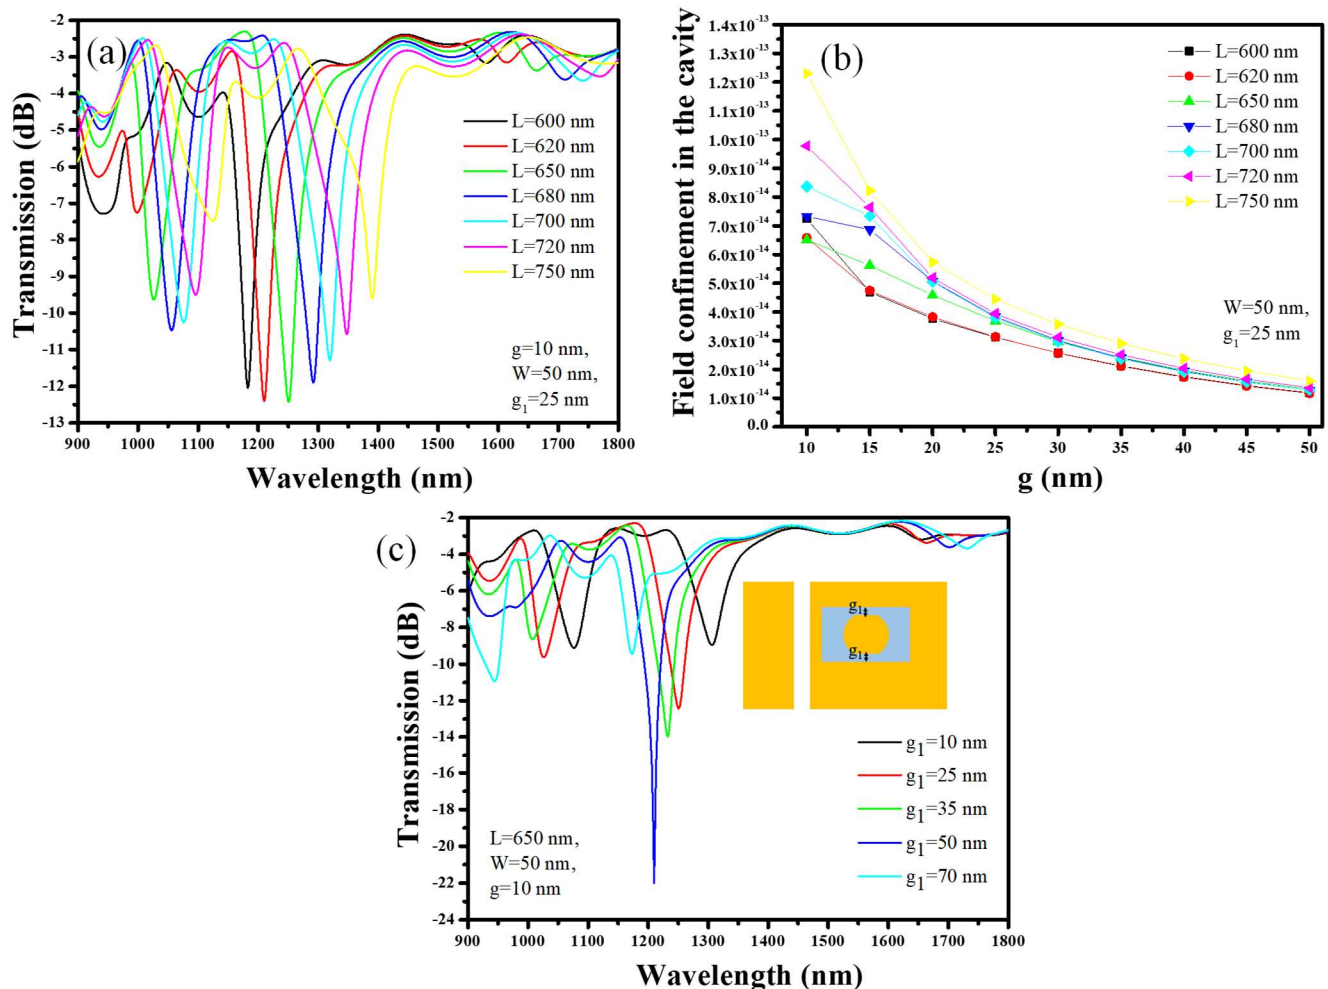 (a)
-2
-3
-4
-5
-6
-7
-8
-9
-10
-11
-12
-13
Transmission (dB)
L=600 nm
L=620 nm
L=650 nm
L=680 nm
L=700 nm
L=720 nm
L=750 nm
g=10 nm,
W=50 nm,
g1=25 nm
900 1000 1100 1200 1300 1400 1500 1600 1700 1800
Wavelength (nm)
(b)
1.4x10-13
1.3x10-13
1.2x10-13
1.1x10-13
1.0x10-13
9.0x10-14
8.0x10-14
7.0x10-14
6.0x10-14
5.0x10-14
4.0x10-14
3.0x10-14
2.0x10-14
1.0x10-14
0.0
Field confinement in the cavity
L=600 nm
L=620 nm
L=650 nm
L=680 nm
L=700 nm
L=720 nm
L=750 nm
W=50 nm,
g1=25 nm
10 15 20 25 30 35 40 45 50
g (nm)
(c)
-2
-4
-6
-8
-10
-12
-14
-16
-18
-20
-22
-24
Transmission (dB)
g1
g1
g1=10 nm
g1=25 nm
g1=35 nm
g1=50 nm
g1=70 nm
L=650 nm,
W=50 nm,
g=10 nm
900 1000 1100 1200 1300 1400 1500 1600 1700 1800
Wavelength (nm)